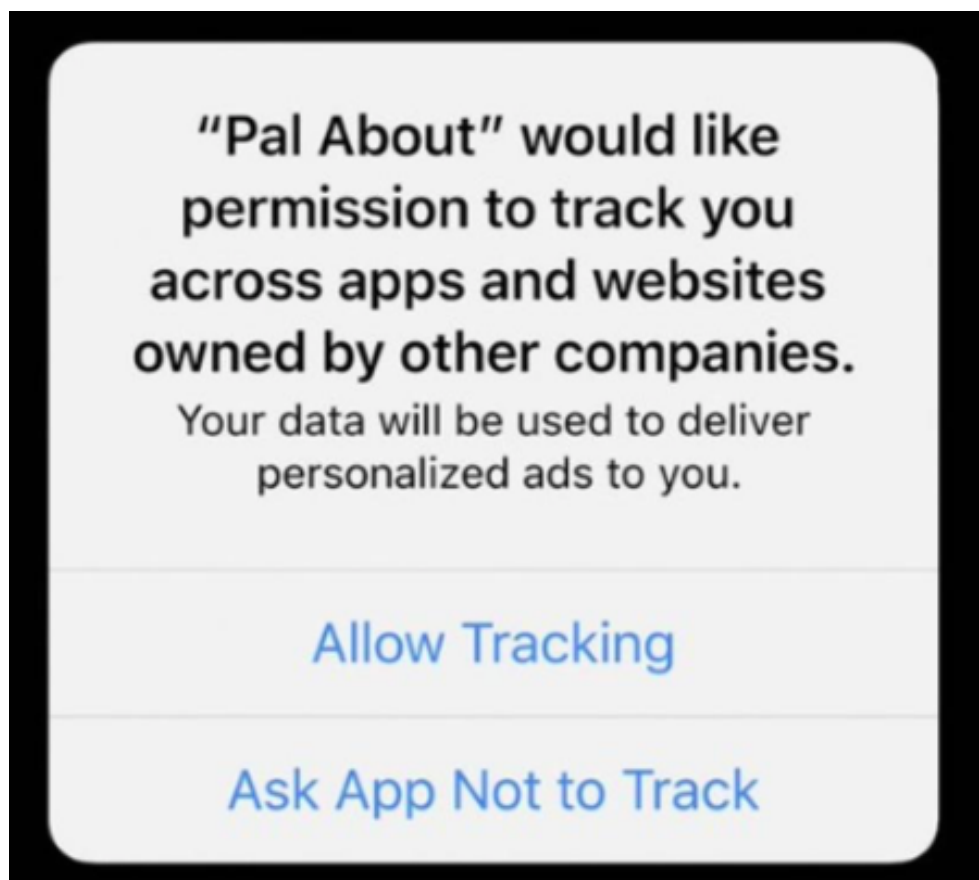 “Pal About” would like
permission to track you
across apps and websites
owned by other companies.
Your data will be used to deliver
personalized ads to you.
Allow Tracking
Ask App Not to Track